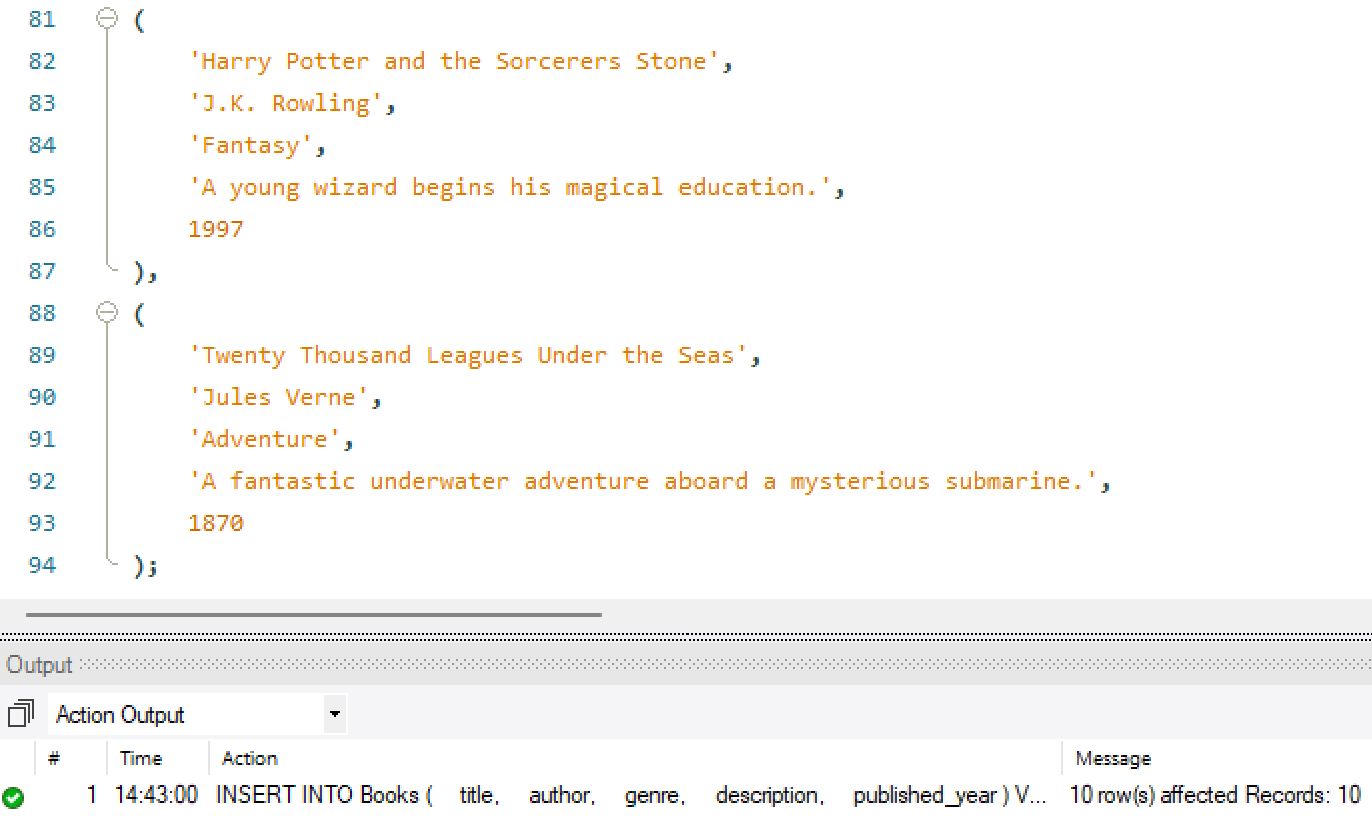 81 (
82 'Harry Potter and the Sorcerers Stone',
83 'J.K. Rowling',
84 'Fantasy',
85 'A young wizard begins his magical education.',
86 1997
87 ),
88 (
89 'Twenty Thousand Leagues Under the Seas',
90 'Jules Verne',
91 'Adventure',
92 'A fantastic underwater adventure aboard a mysterious submarine.',
93 1870
94 );
Output
Action Output
# Time Action Message
1 14:43:00 INSERT INTO Books ( title, author, genre, description, published_year ) V... 10 row(s) affected Records: 10